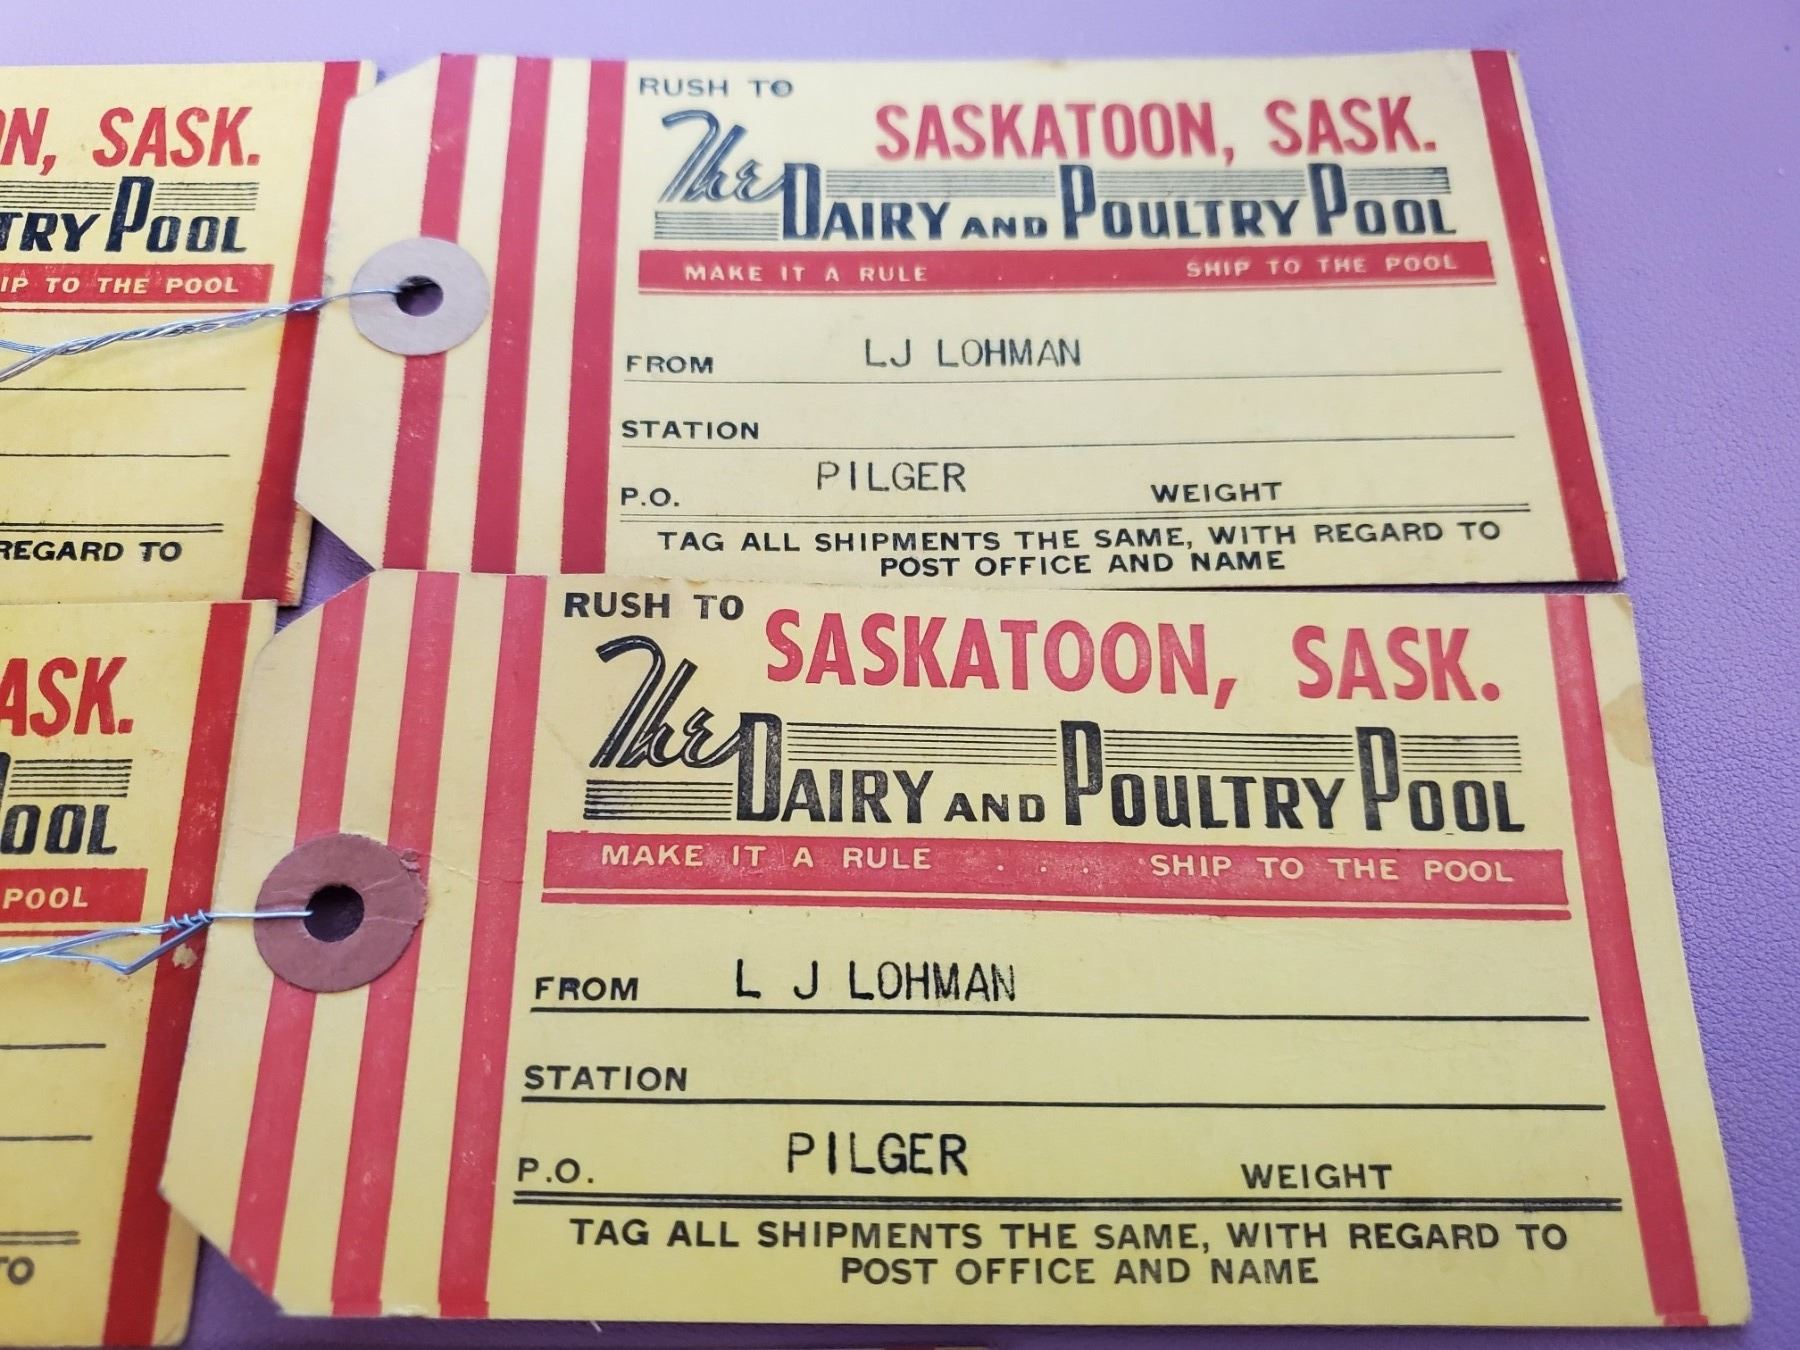 ON, SASK.
TRY POOL
IP TO THE POOL
REGARD TO
RUSH TO
SASKATOON, SASK.
The DAIRY AND POULTRY POOL
MAKE IT A RULE . . . SHIP TO THE POOL
FROM LJ LOHMAN
STATION
P.O. PILGER WEIGHT
TAG ALL SHIPMENTS THE SAME, WITH REGARD TO
POST OFFICE AND NAME
ASK.
POOL
POOL
TO
RUSH TO
SASKATOON, SASK.
The DAIRY AND POULTRY POOL
MAKE IT A RULE . . . SHIP TO THE POOL
FROM L J LOHMAN
STATION
P.O. PILGER WEIGHT
TAG ALL SHIPMENTS THE SAME, WITH REGARD TO
POST OFFICE AND NAME